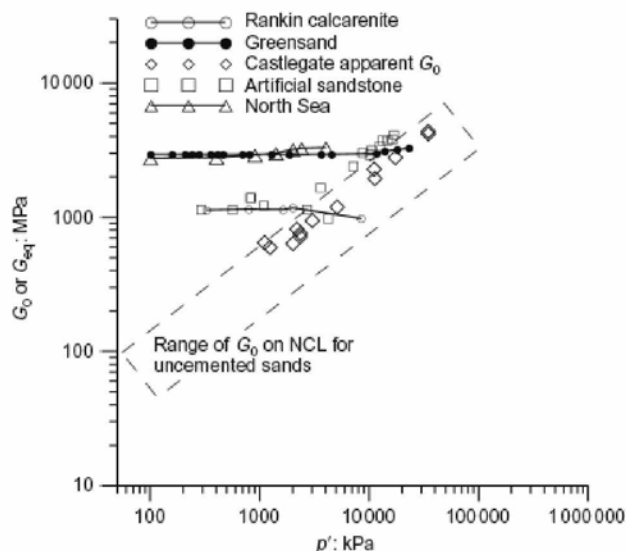 Rankin calcarenite
Greensand
Castlegate apparent G0
Artificial sandstone
North Sea
10 000
1000
100
10
G0 or Geq: MPa
Range of G0 on NCL for
uncemented sands
100
1000
10 000
100 000
1 000 000
p': kPa